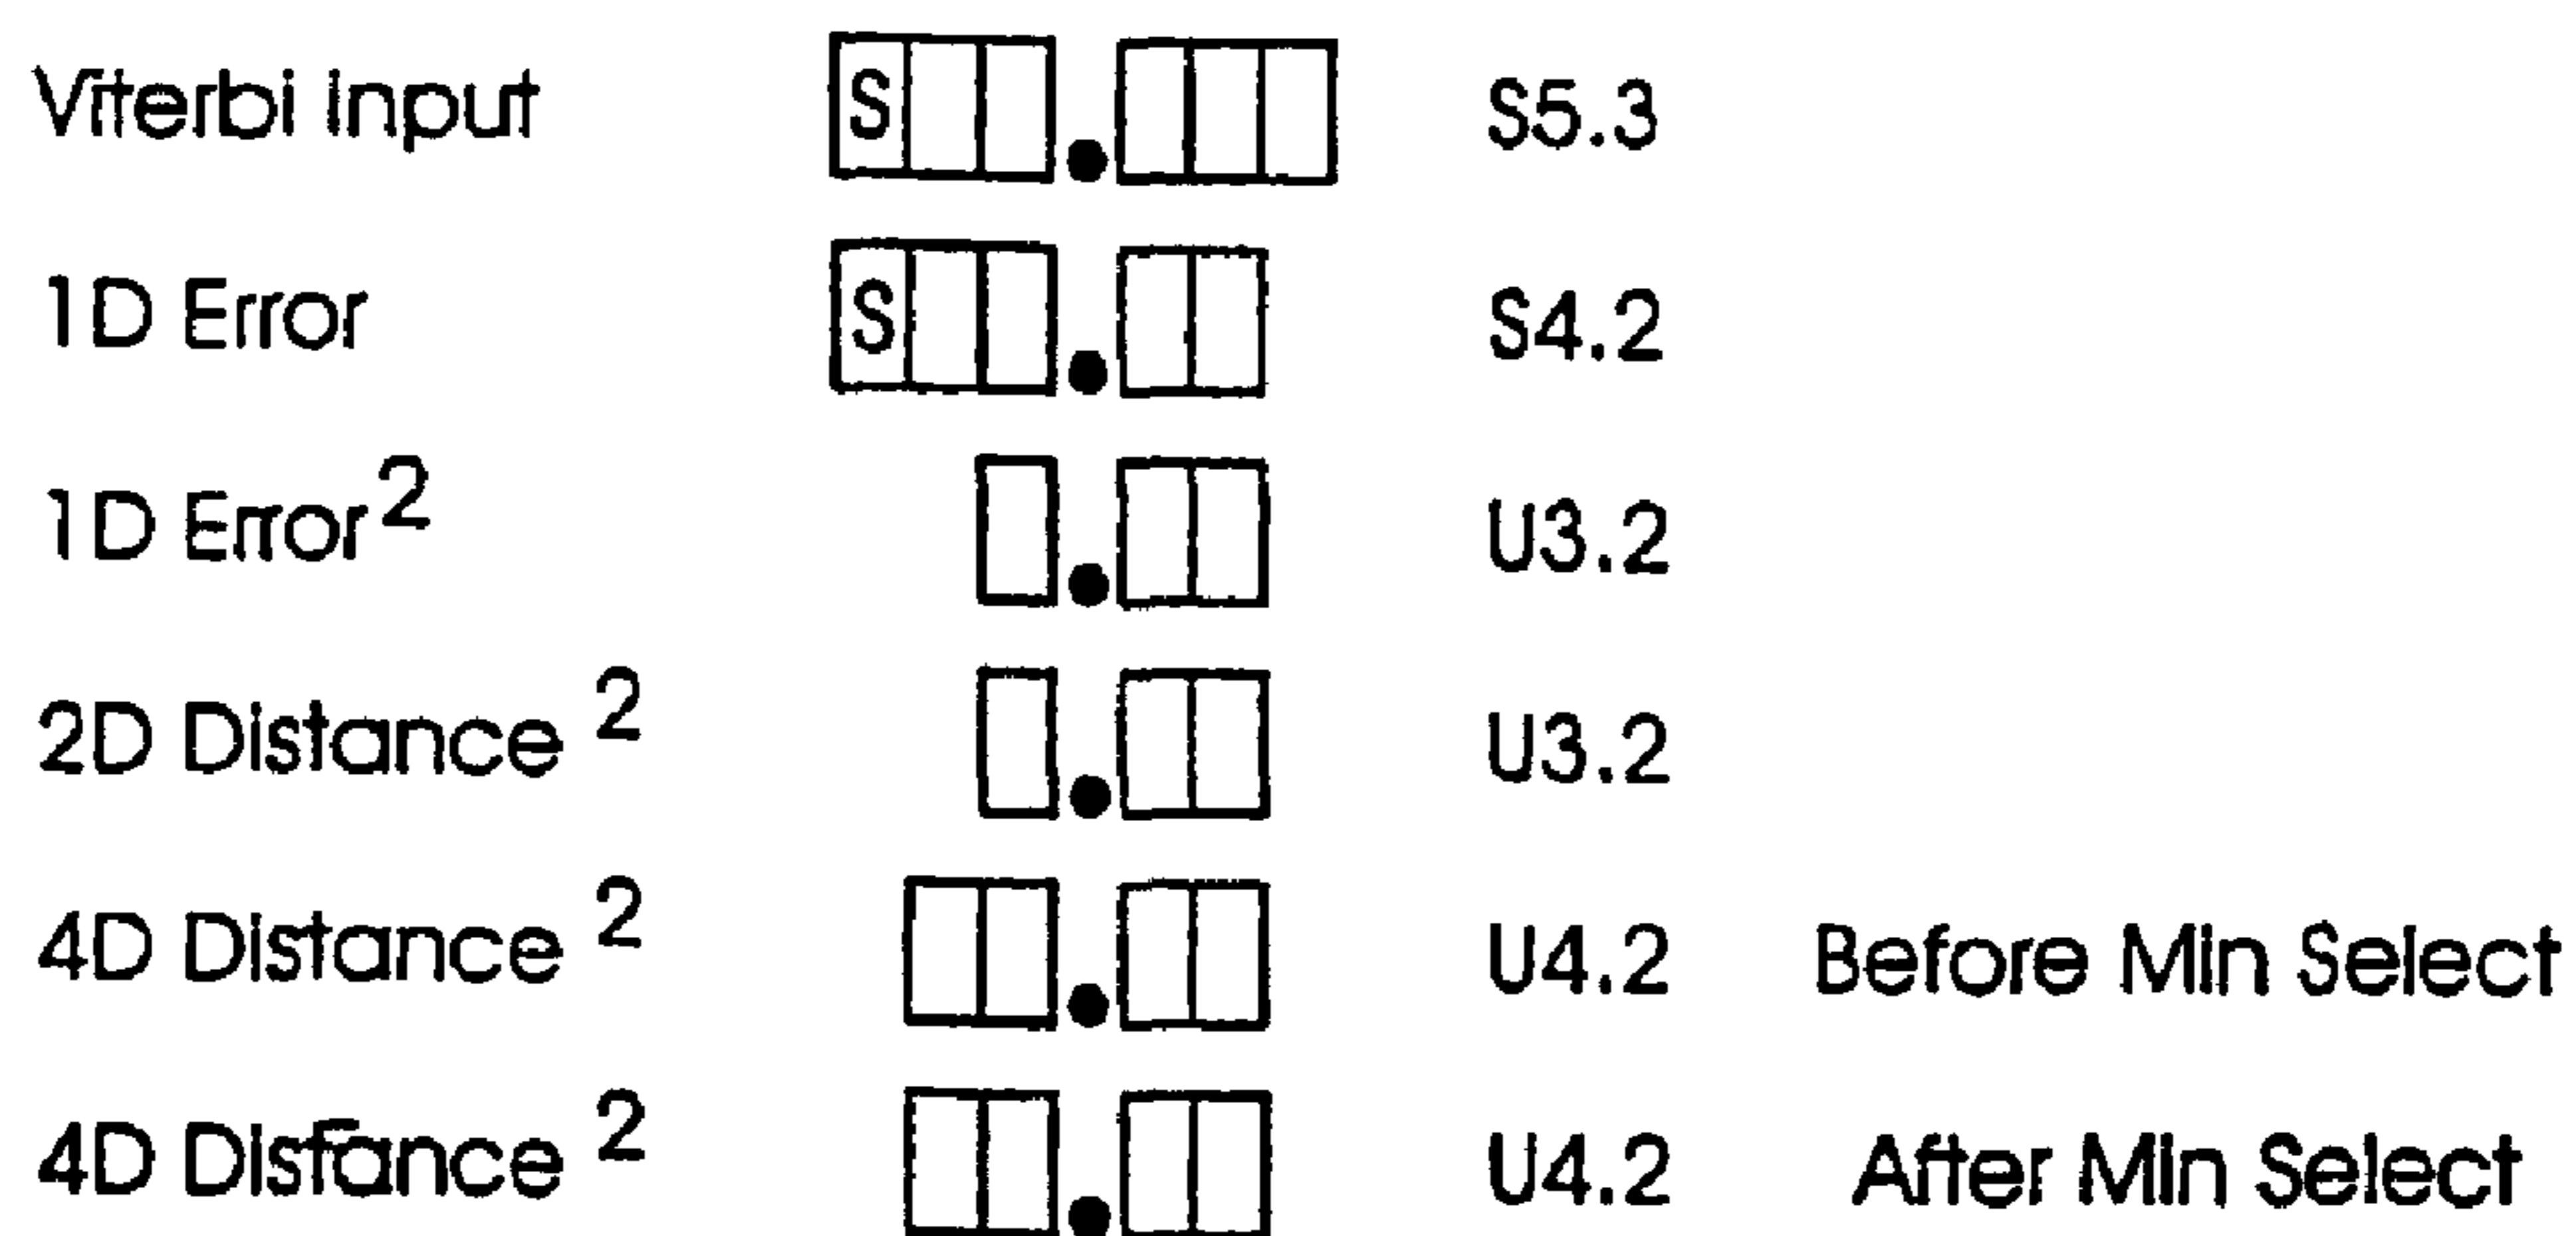 Viterbi Input S . S5.3
1D Error S . S4.2
1D Error² . U3.2
2D Distance ² . U3.2
4D Distance ² . U4.2 Before Min Select
4D Distance ² . U4.2 After Min Select